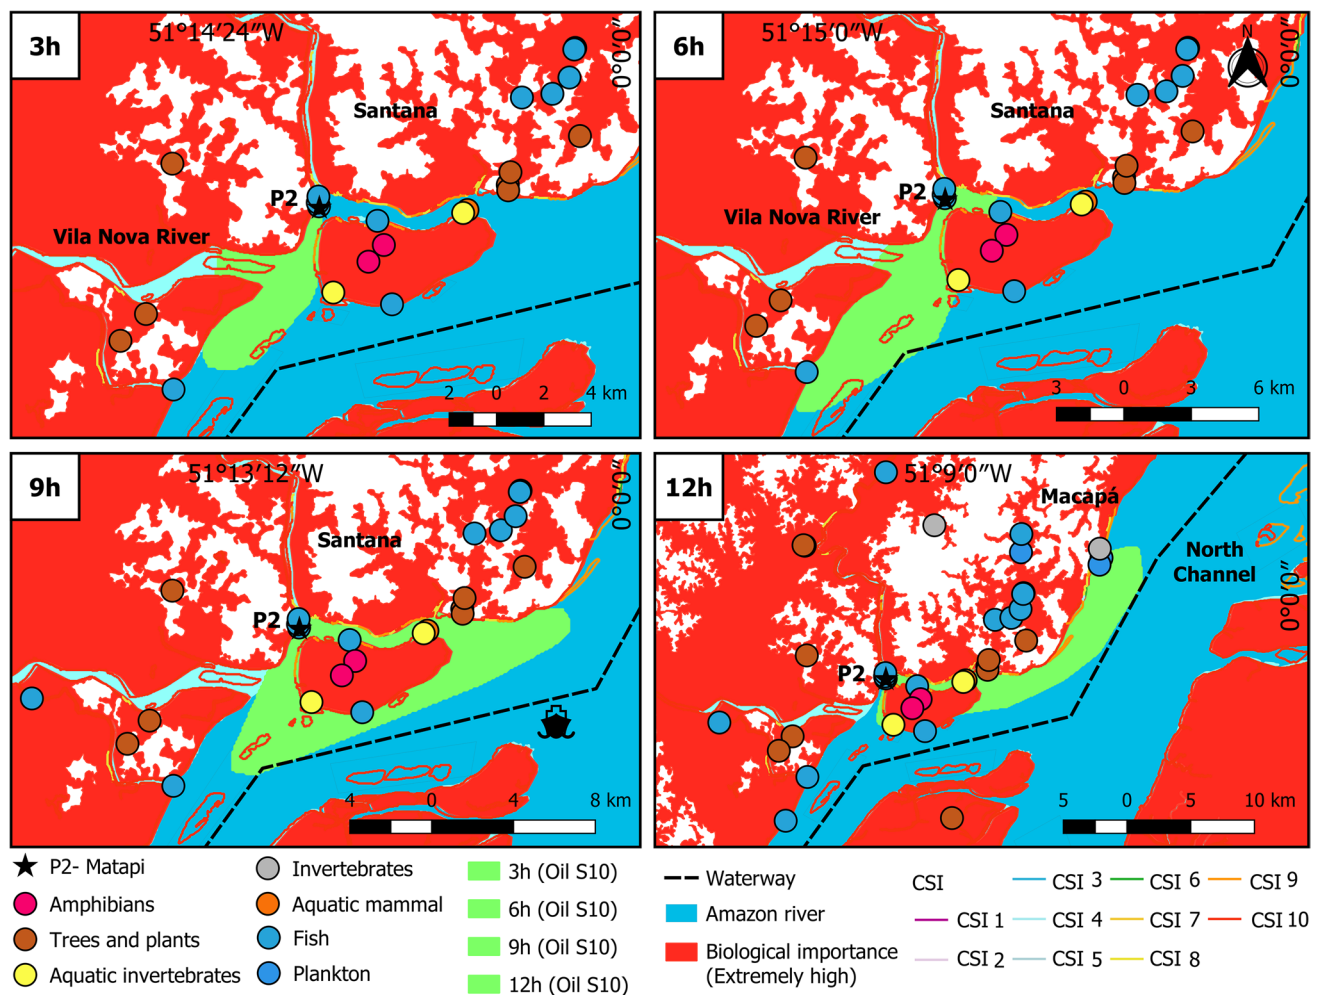 3h
51°14′24″W
0°0′0″
Santana
P2
Vila Nova River
2 0 2 4 km
6h
51°15′0″W
N
0°0′0″
Santana
P2
Vila Nova River
3 0 3 6 km
9h
51°13′12″W
0°0′0″
Santana
P2
4 0 4 8 km
12h
51°9′0″W
Macapá
North
Channel
0°0′0″
P2
5 0 5 10 km
P2- Matapi
Amphibians
Trees and plants
Aquatic invertebrates
Invertebrates
Aquatic mammal
Fish
Plankton
3h (Oil S10)
6h (Oil S10)
9h (Oil S10)
12h (Oil S10)
Waterway
Amazon river
Biological importance
(Extremely high)
CSI
CSI 1
CSI 2
CSI 3
CSI 4
CSI 5
CSI 6
CSI 7
CSI 8
CSI 9
CSI 10